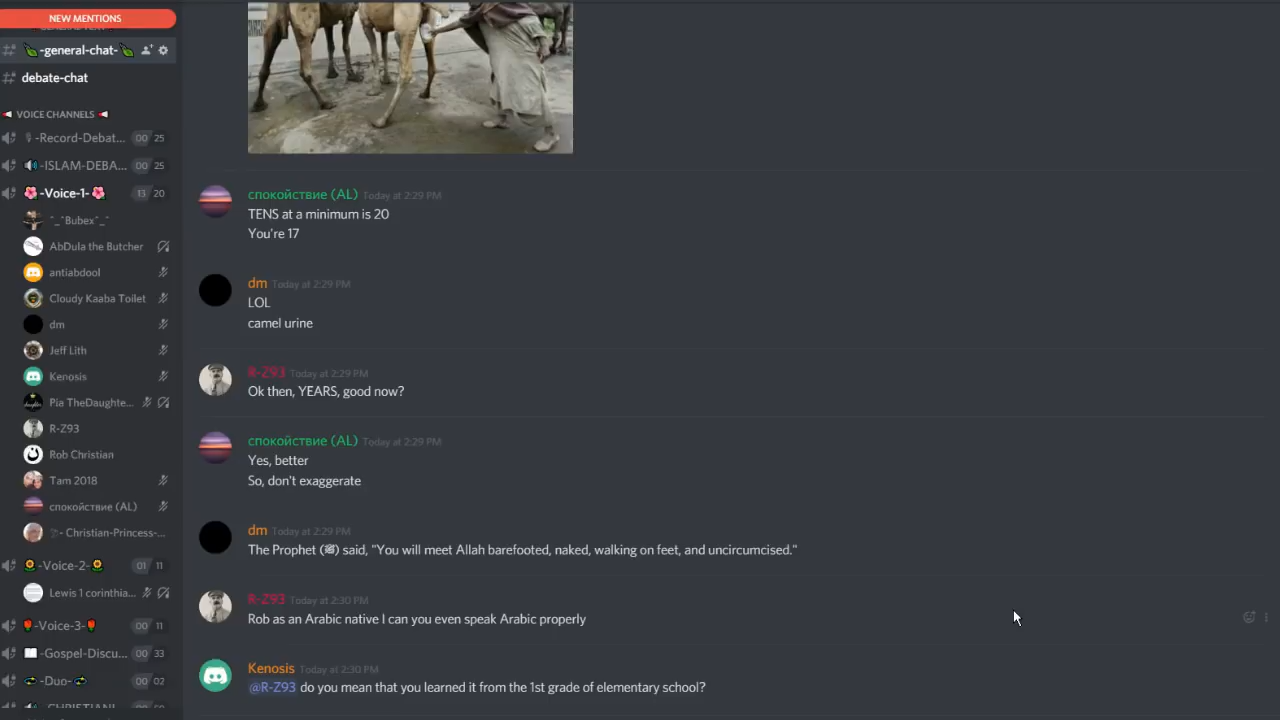 NEW MENTIONS
-general-chat-
debate-chat
VOICE CHANNELS
-Record-Debat... 00 25
-ISLAM-DEBA... 00 25
-Voice-1- 13 20
^_^Bubex^_^
AbDula the Butcher
antiabdool
Cloudy Kaaba Toilet
dm
Jeff Lith
Kenosis
Pia TheDaughte...
R-Z93
Rob Christian
Tam 2018
спокойствие (AL)
- Christian-Princess-...
-Voice-2- 01 11
Lewis 1 corinthia...
-Voice-3- 00 11
-Gospel-Discu... 00 33
-Duo- 00 02
спокойствие (AL) Today at 2:29 PM
TENS at a minimum is 20
You're 17
dm Today at 2:29 PM
LOL
camel urine
R-Z93 Today at 2:29 PM
Ok then, YEARS, good now?
спокойствие (AL) Today at 2:29 PM
Yes, better
So, don't exaggerate
dm Today at 2:29 PM
The Prophet (ﷺ) said, "You will meet Allah barefooted, naked, walking on feet, and uncircumcised."
R-Z93 Today at 2:30 PM
Rob as an Arabic native I can you even speak Arabic properly
Kenosis Today at 2:30 PM
@R-Z93 do you mean that you learned it from the 1st grade of elementary school?